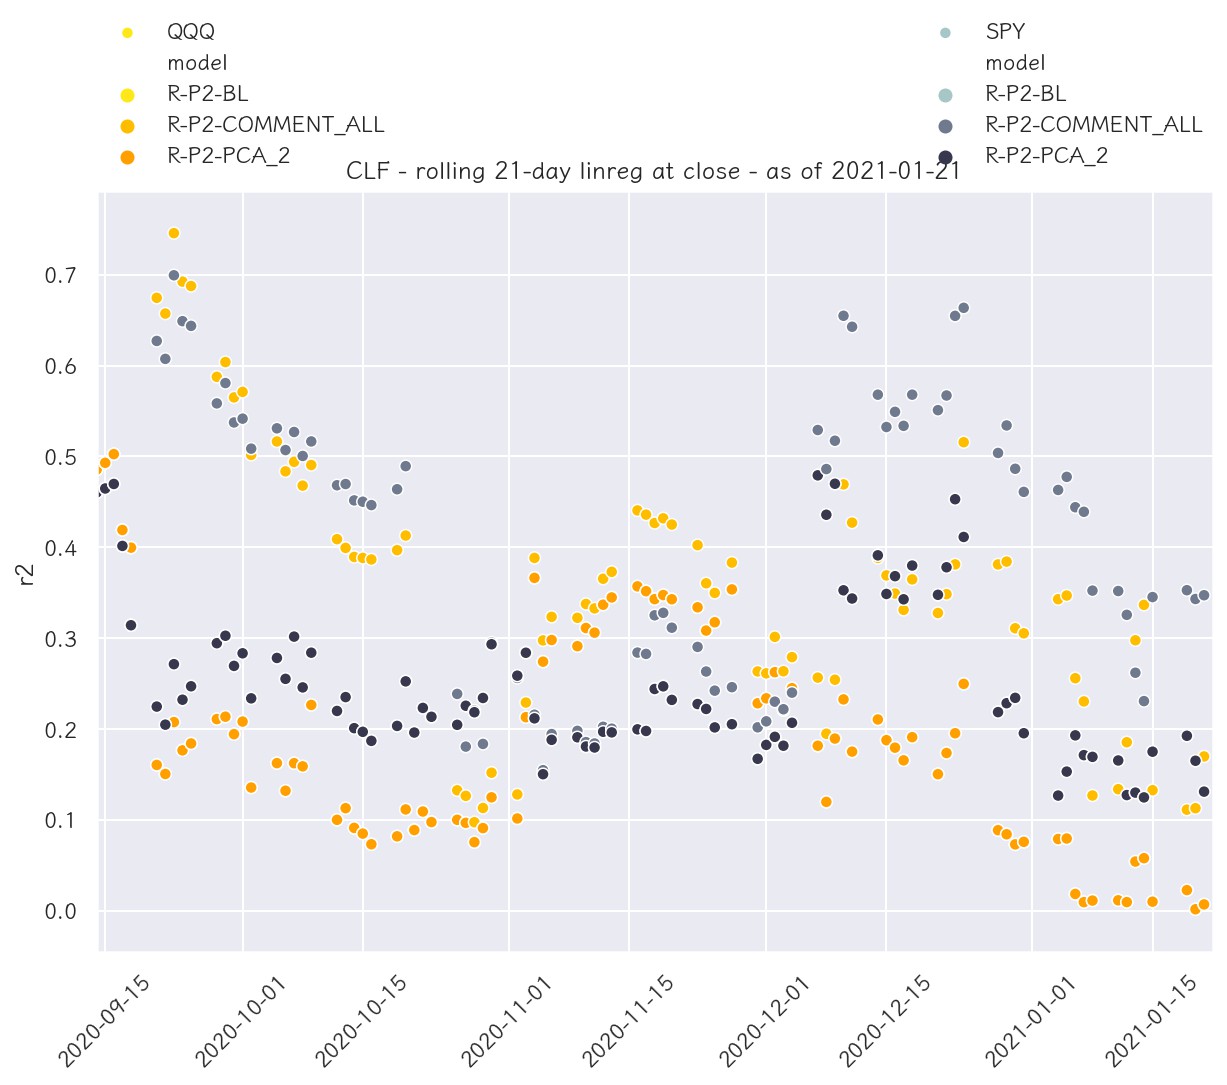 QQQ
model
R-P2-BL
R-P2-COMMENT_ALL
R-P2-PCA_2
SPY
model
R-P2-BL
R-P2-COMMENT_ALL
R-P2-PCA_2
CLF - rolling 21-day linreg at close - as of 2021-01-21
r2
0.7
0.6
0.5
0.4
0.3
0.2
0.1
0.0
2020-09-15
2020-10-01
2020-10-15
2020-11-01
2020-11-15
2020-12-01
2020-12-15
2021-01-01
2021-01-15